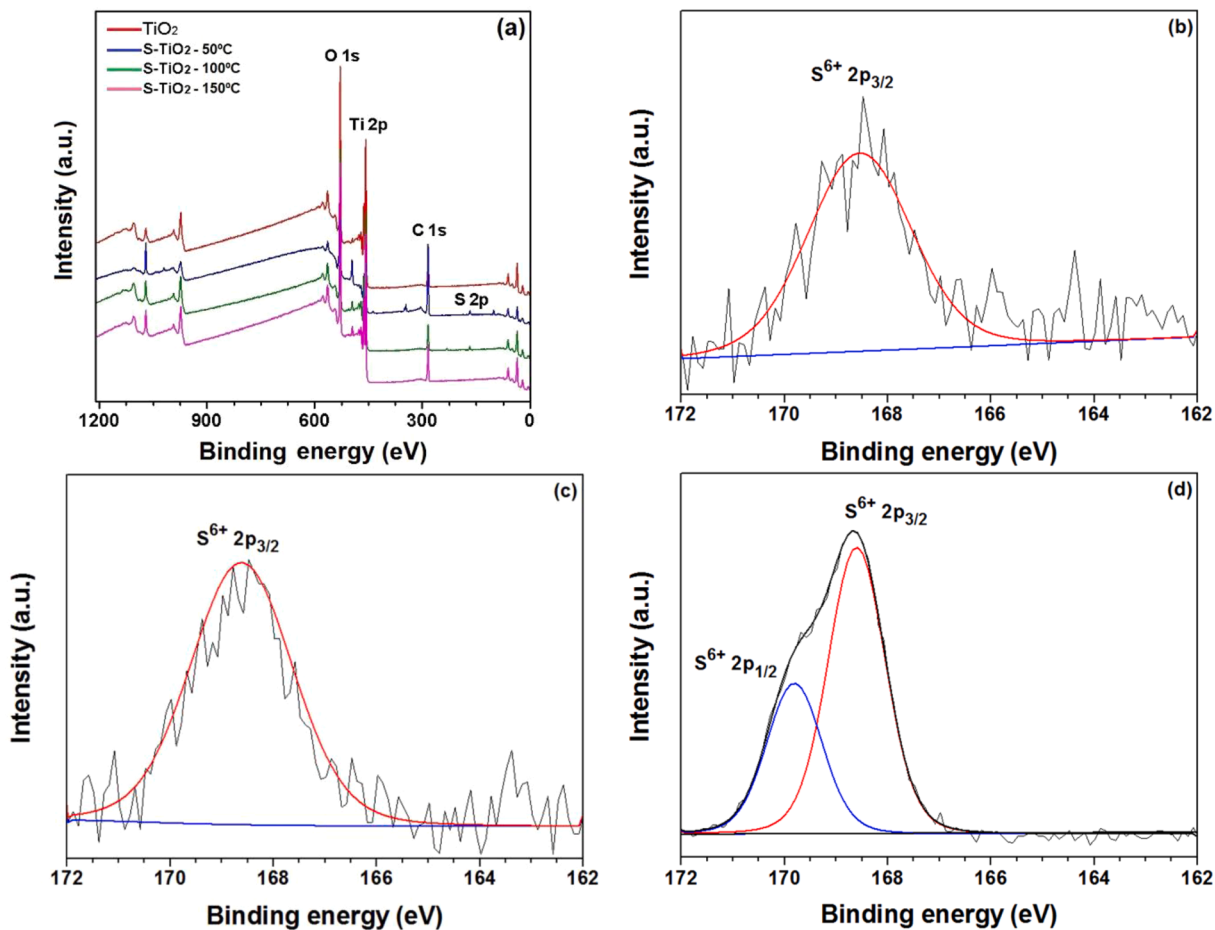 (a)
TiO2
S-TiO2 - 50ºC
S-TiO2 - 100ºC
S-TiO2 - 150ºC
O 1s
Ti 2p
C 1s
S 2p
Intensity (a.u.)
1200 900 600 300 0
Binding energy (eV)
(b)
S6+ 2p3/2
Intensity (a.u.)
172 170 168 166 164 162
Binding energy (eV)
(c)
S6+ 2p3/2
Intensity (a.u.)
172 170 168 166 164 162
Binding energy (eV)
(d)
S6+ 2p3/2
S6+ 2p1/2
Intensity (a.u.)
172 170 168 166 164 162
Binding energy (eV)